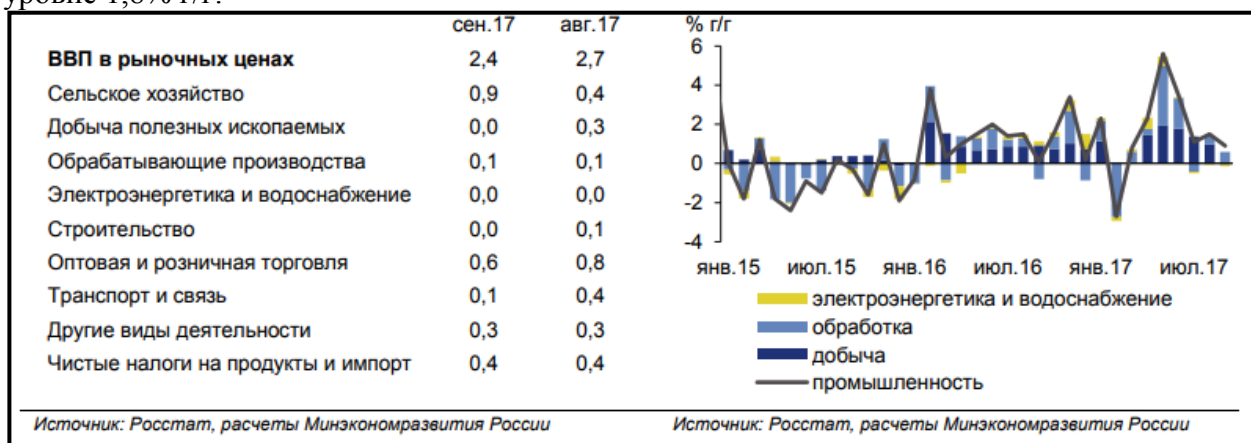 уровне 1,8% г/г.
сен.17 авг.17
ВВП в рыночных ценах 2,4 2,7
Сельское хозяйство 0,9 0,4
Добыча полезных ископаемых 0,0 0,3
Обрабатывающие производства 0,1 0,1
Электроэнергетика и водоснабжение 0,0 0,0
Строительство 0,0 0,1
Оптовая и розничная торговля 0,6 0,8
Транспорт и связь 0,1 0,4
Другие виды деятельности 0,3 0,3
Чистые налоги на продукты и импорт 0,4 0,4
Источник: Росстат, расчеты Минэкономразвития России
% г/г
6
4
2
0
-2
-4
янв.15 июл.15 янв.16 июл.16 янв.17 июл.17
электроэнергетика и водоснабжение
обработка
добыча
промышленность
Источник: Росстат, расчеты Минэкономразвития России